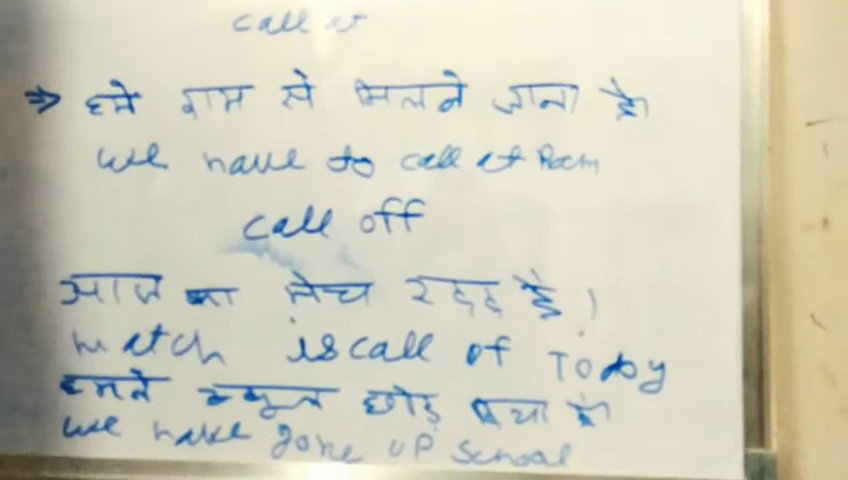 call at
⇒ हमे राम से मिलने जाना है।
we have to call at Ram
call off
आज का मेच रद्द है।
match is call of Today
हमने स्कूल छोड़ दिया है
we have gone up school